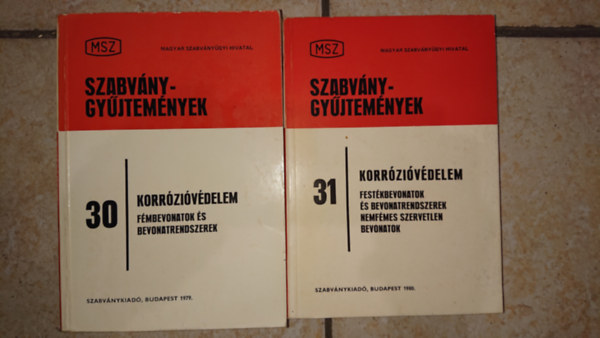 MSZ
MAGYAR SZABVÁNYÜGYI HIVATAL
SZABVÁNY-
GYŰJTEMÉNYEK
30
KORRÓZIÓVÉDELEM
FÉMBEVONATOK ÉS
BEVONATRENDSZEREK
SZABVÁNYKIADÓ, BUDAPEST 1979.
MSZ
MAGYAR SZABVÁNYÜGYI HIVATAL
SZABVÁNY-
GYŰJTEMÉNYEK
31
KORRÓZIÓVÉDELEM
FESTÉKBEVONATOK
ÉS BEVONATRENDSZEREK
NEMFÉMES SZERVETLEN
BEVONATOK
SZABVÁNYKIADÓ, BUDAPEST 1980.